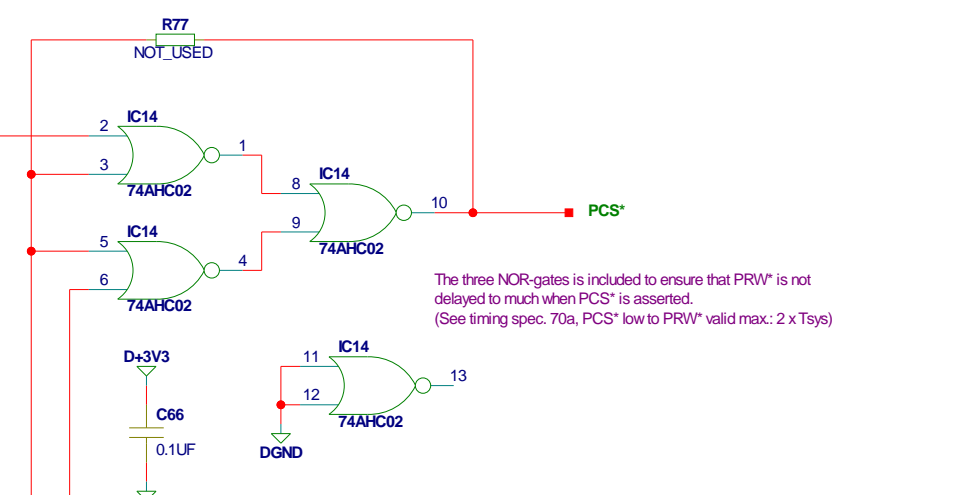 R77
NOT_USED
IC14
2
1
3
74AHC02
IC14
8
10
PCS*
9
74AHC02
IC14
5
4
6
74AHC02
The three NOR-gates is included to ensure that PRW* is not
delayed to much when PCS* is asserted.
(See timing spec. 70a, PCS* low to PRW* valid max.: 2 x Tsys)
D+3V3
C66
0.1UF
IC14
11
13
12
74AHC02
DGND